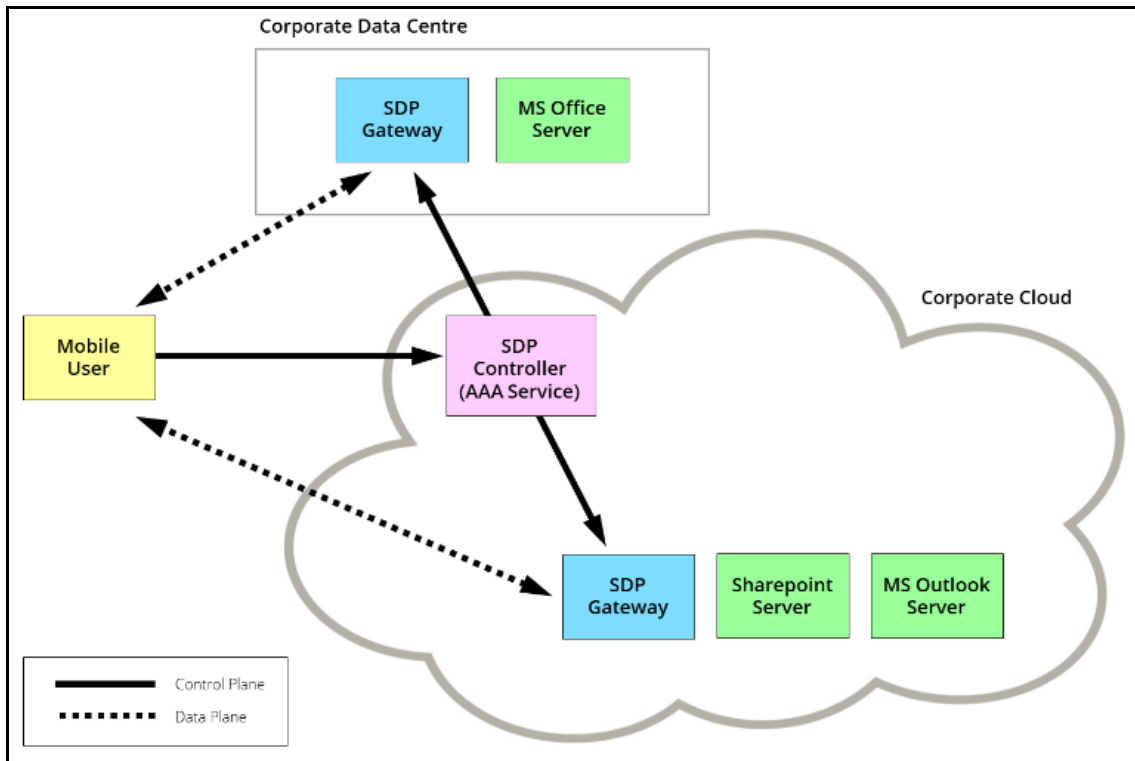 Corporate Data Centre
SDP
Gateway
MS Office
Server
Corporate Cloud
Mobile
User
SDP
Controller
(AAA Service)
SDP
Gateway
Sharepoint
Server
MS Outlook
Server
Control Plane
Data Plane